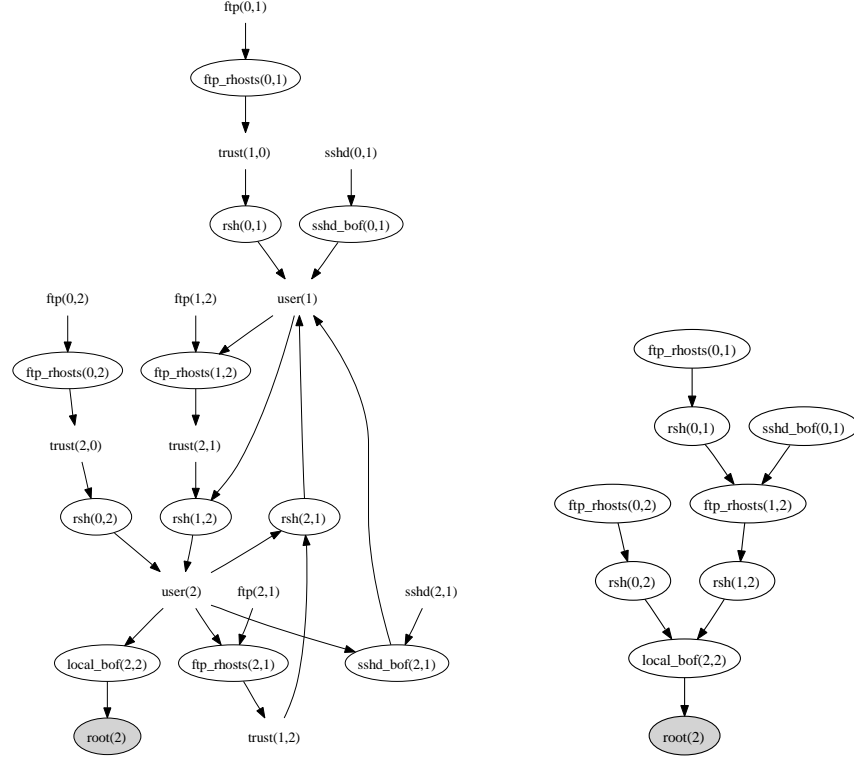 ftp(0,1)
ftp_rhosts(0,1)
trust(1,0)
sshd(0,1)
rsh(0,1)
sshd_bof(0,1)
ftp(0,2)
ftp(1,2)
user(1)
ftp_rhosts(0,2)
ftp_rhosts(1,2)
trust(2,0)
trust(2,1)
rsh(0,2)
rsh(1,2)
rsh(2,1)
user(2)
ftp(2,1)
sshd(2,1)
local_bof(2,2)
ftp_rhosts(2,1)
sshd_bof(2,1)
root(2)
trust(1,2)
ftp_rhosts(0,1)
rsh(0,1)
sshd_bof(0,1)
ftp_rhosts(0,2)
ftp_rhosts(1,2)
rsh(0,2)
rsh(1,2)
local_bof(2,2)
root(2)